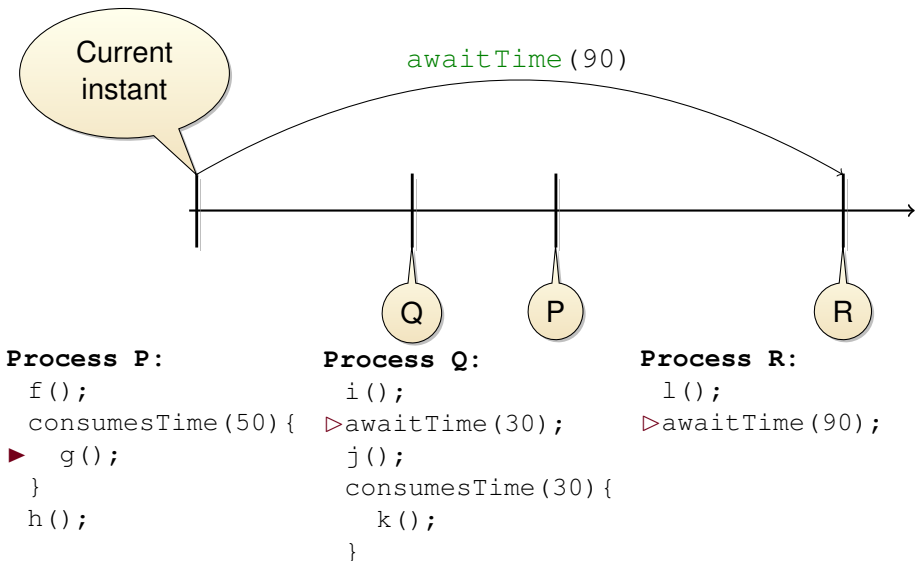 Current
instant
awaitTime(90)
Q
P
R
Process P:
f();
consumesTime(50){
g();
}
h();
Process Q:
i();
awaitTime(30);
j();
consumesTime(30){
k();
}
Process R:
l();
awaitTime(90);